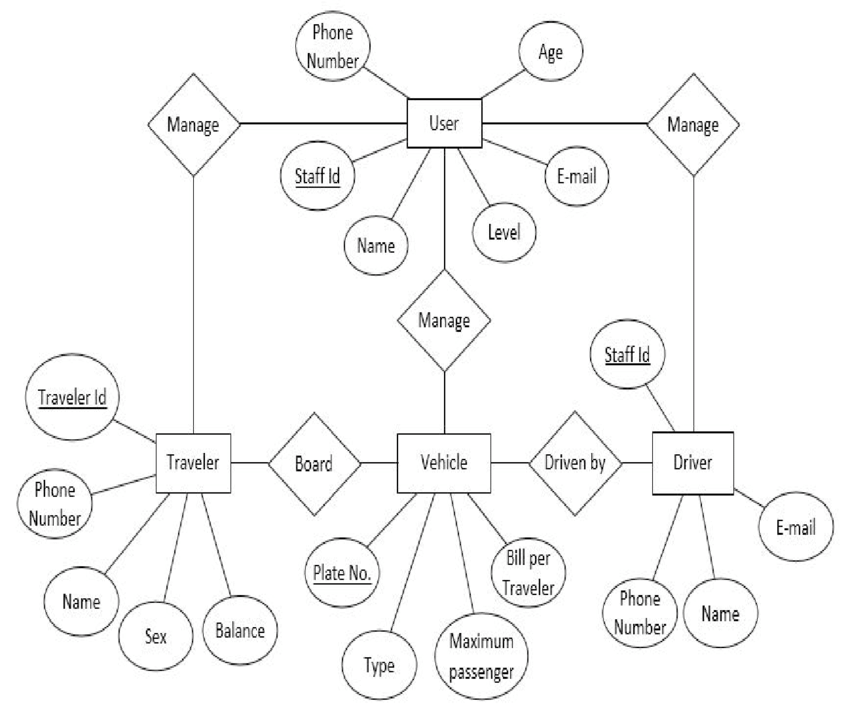 Phone
Number
Age
Manage
User
Manage
Staff Id
E-mail
Name
Level
Manage
Staff Id
Traveler Id
Traveler
Board
Vehicle
Driven by
Driver
Phone
Number
E-mail
Plate No.
Bill per
Traveler
Name
Sex
Balance
Phone
Number
Name
Type
Maximum
passenger